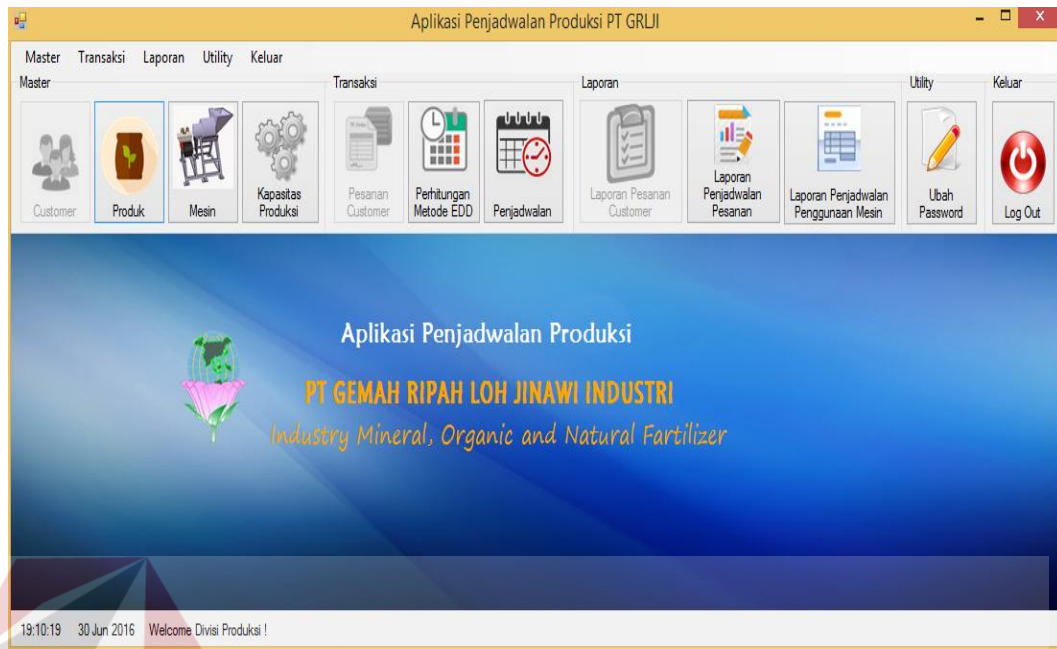 Aplikasi Penjadwalan Produksi PT GRLJI
Master Transaksi Laporan Utility Keluar
Master Transaksi Laporan Utility Keluar
Customer
Produk
Mesin
Kapasitas
Produksi
Pesanan
Customer
Perhitungan
Metode EDD
Penjadwalan
Laporan Pesanan
Customer
Laporan
Penjadwalan
Pesanan
Laporan Penjadwalan
Penggunaan Mesin
Ubah
Password
Log Out
Aplikasi Penjadwalan Produksi
PT GEMAH RIPAH LOH JINAWI INDUSTRI
Industry Mineral, Organic and Natural Fartilizer
19:10:19 30 Jun 2016 Welcome Divisi Produksi !